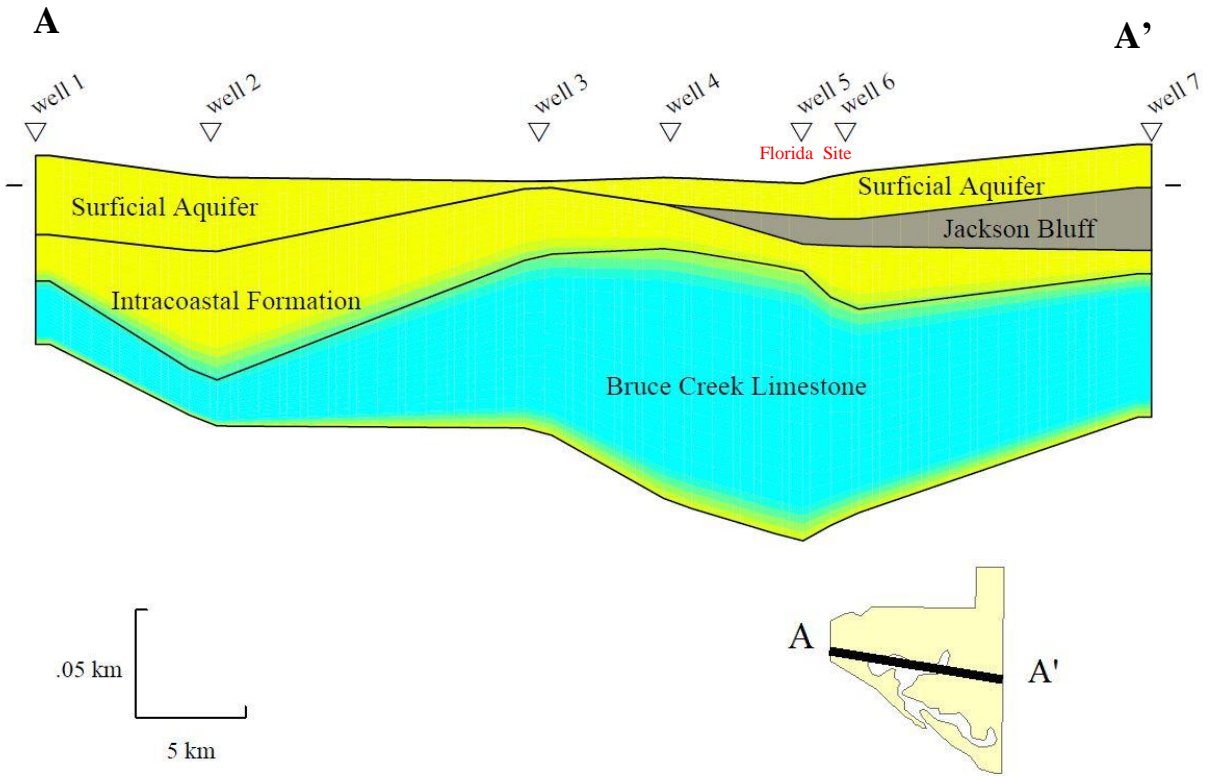 A
A’
well 1
well 2
well 3
well 4
well 5
well 6
well 7
Florida Site
Surficial Aquifer
Surficial Aquifer
Jackson Bluff
Intracoastal Formation
Bruce Creek Limestone
.05 km
5 km
A
A'